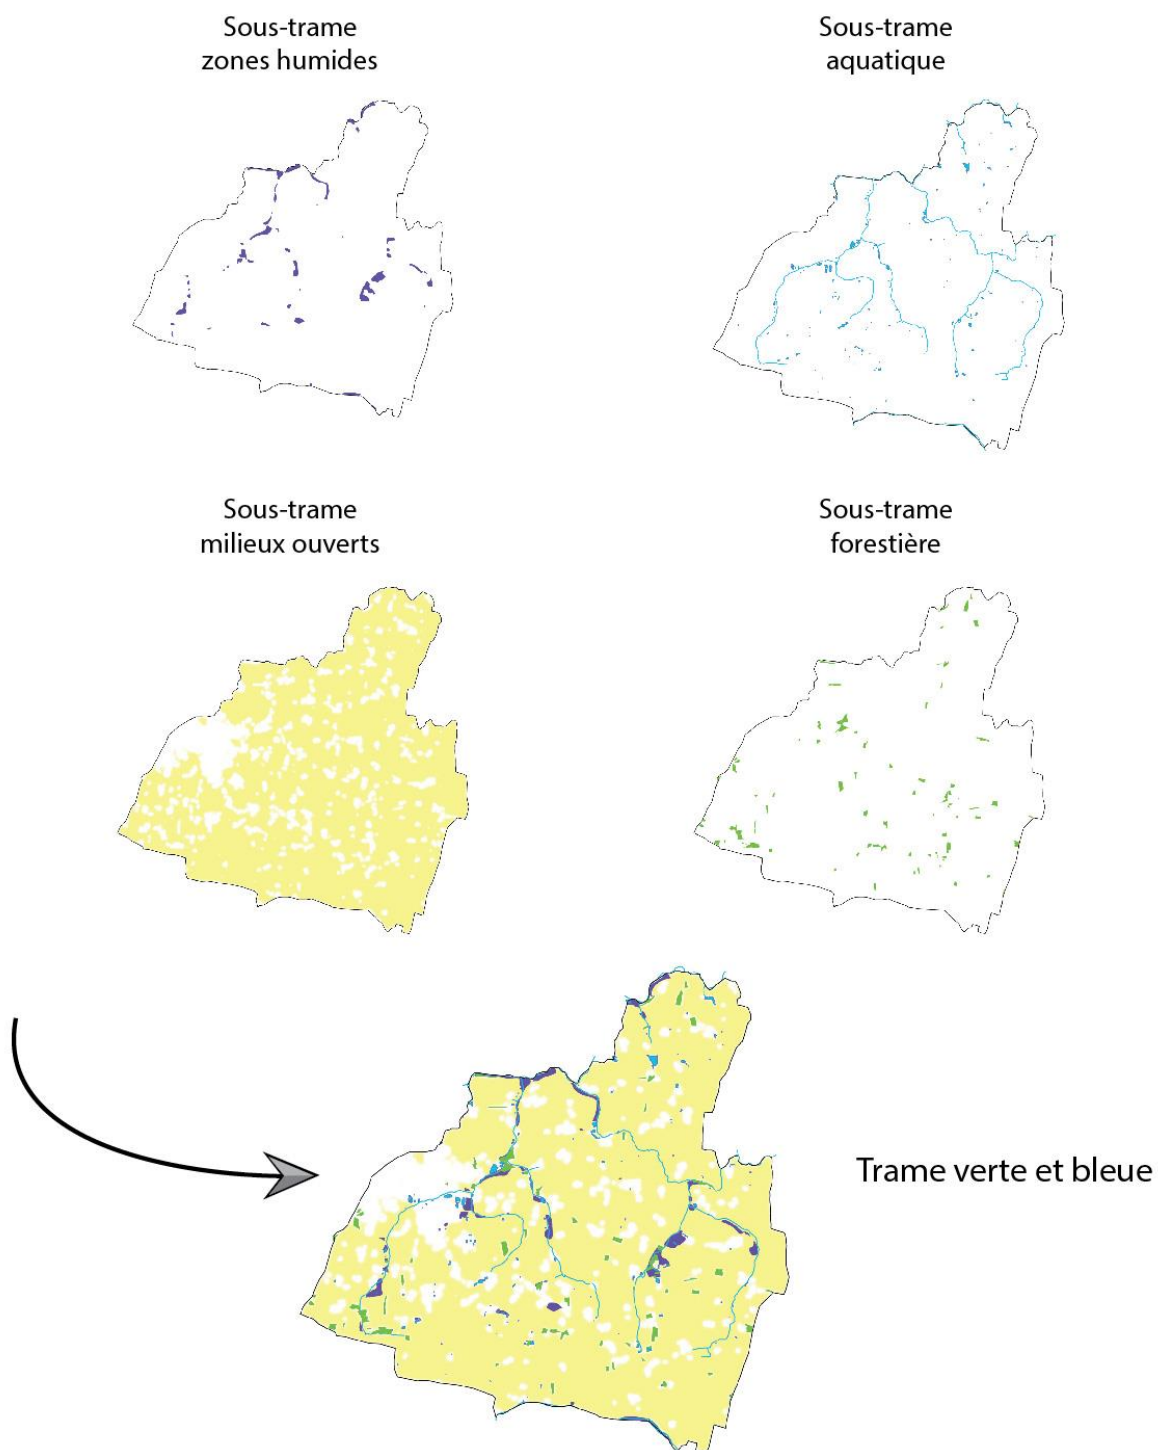 Sous-trame
zones humides
Sous-trame
aquatique
Sous-trame
milieux ouverts
Sous-trame
forestière
Trame verte et bleue